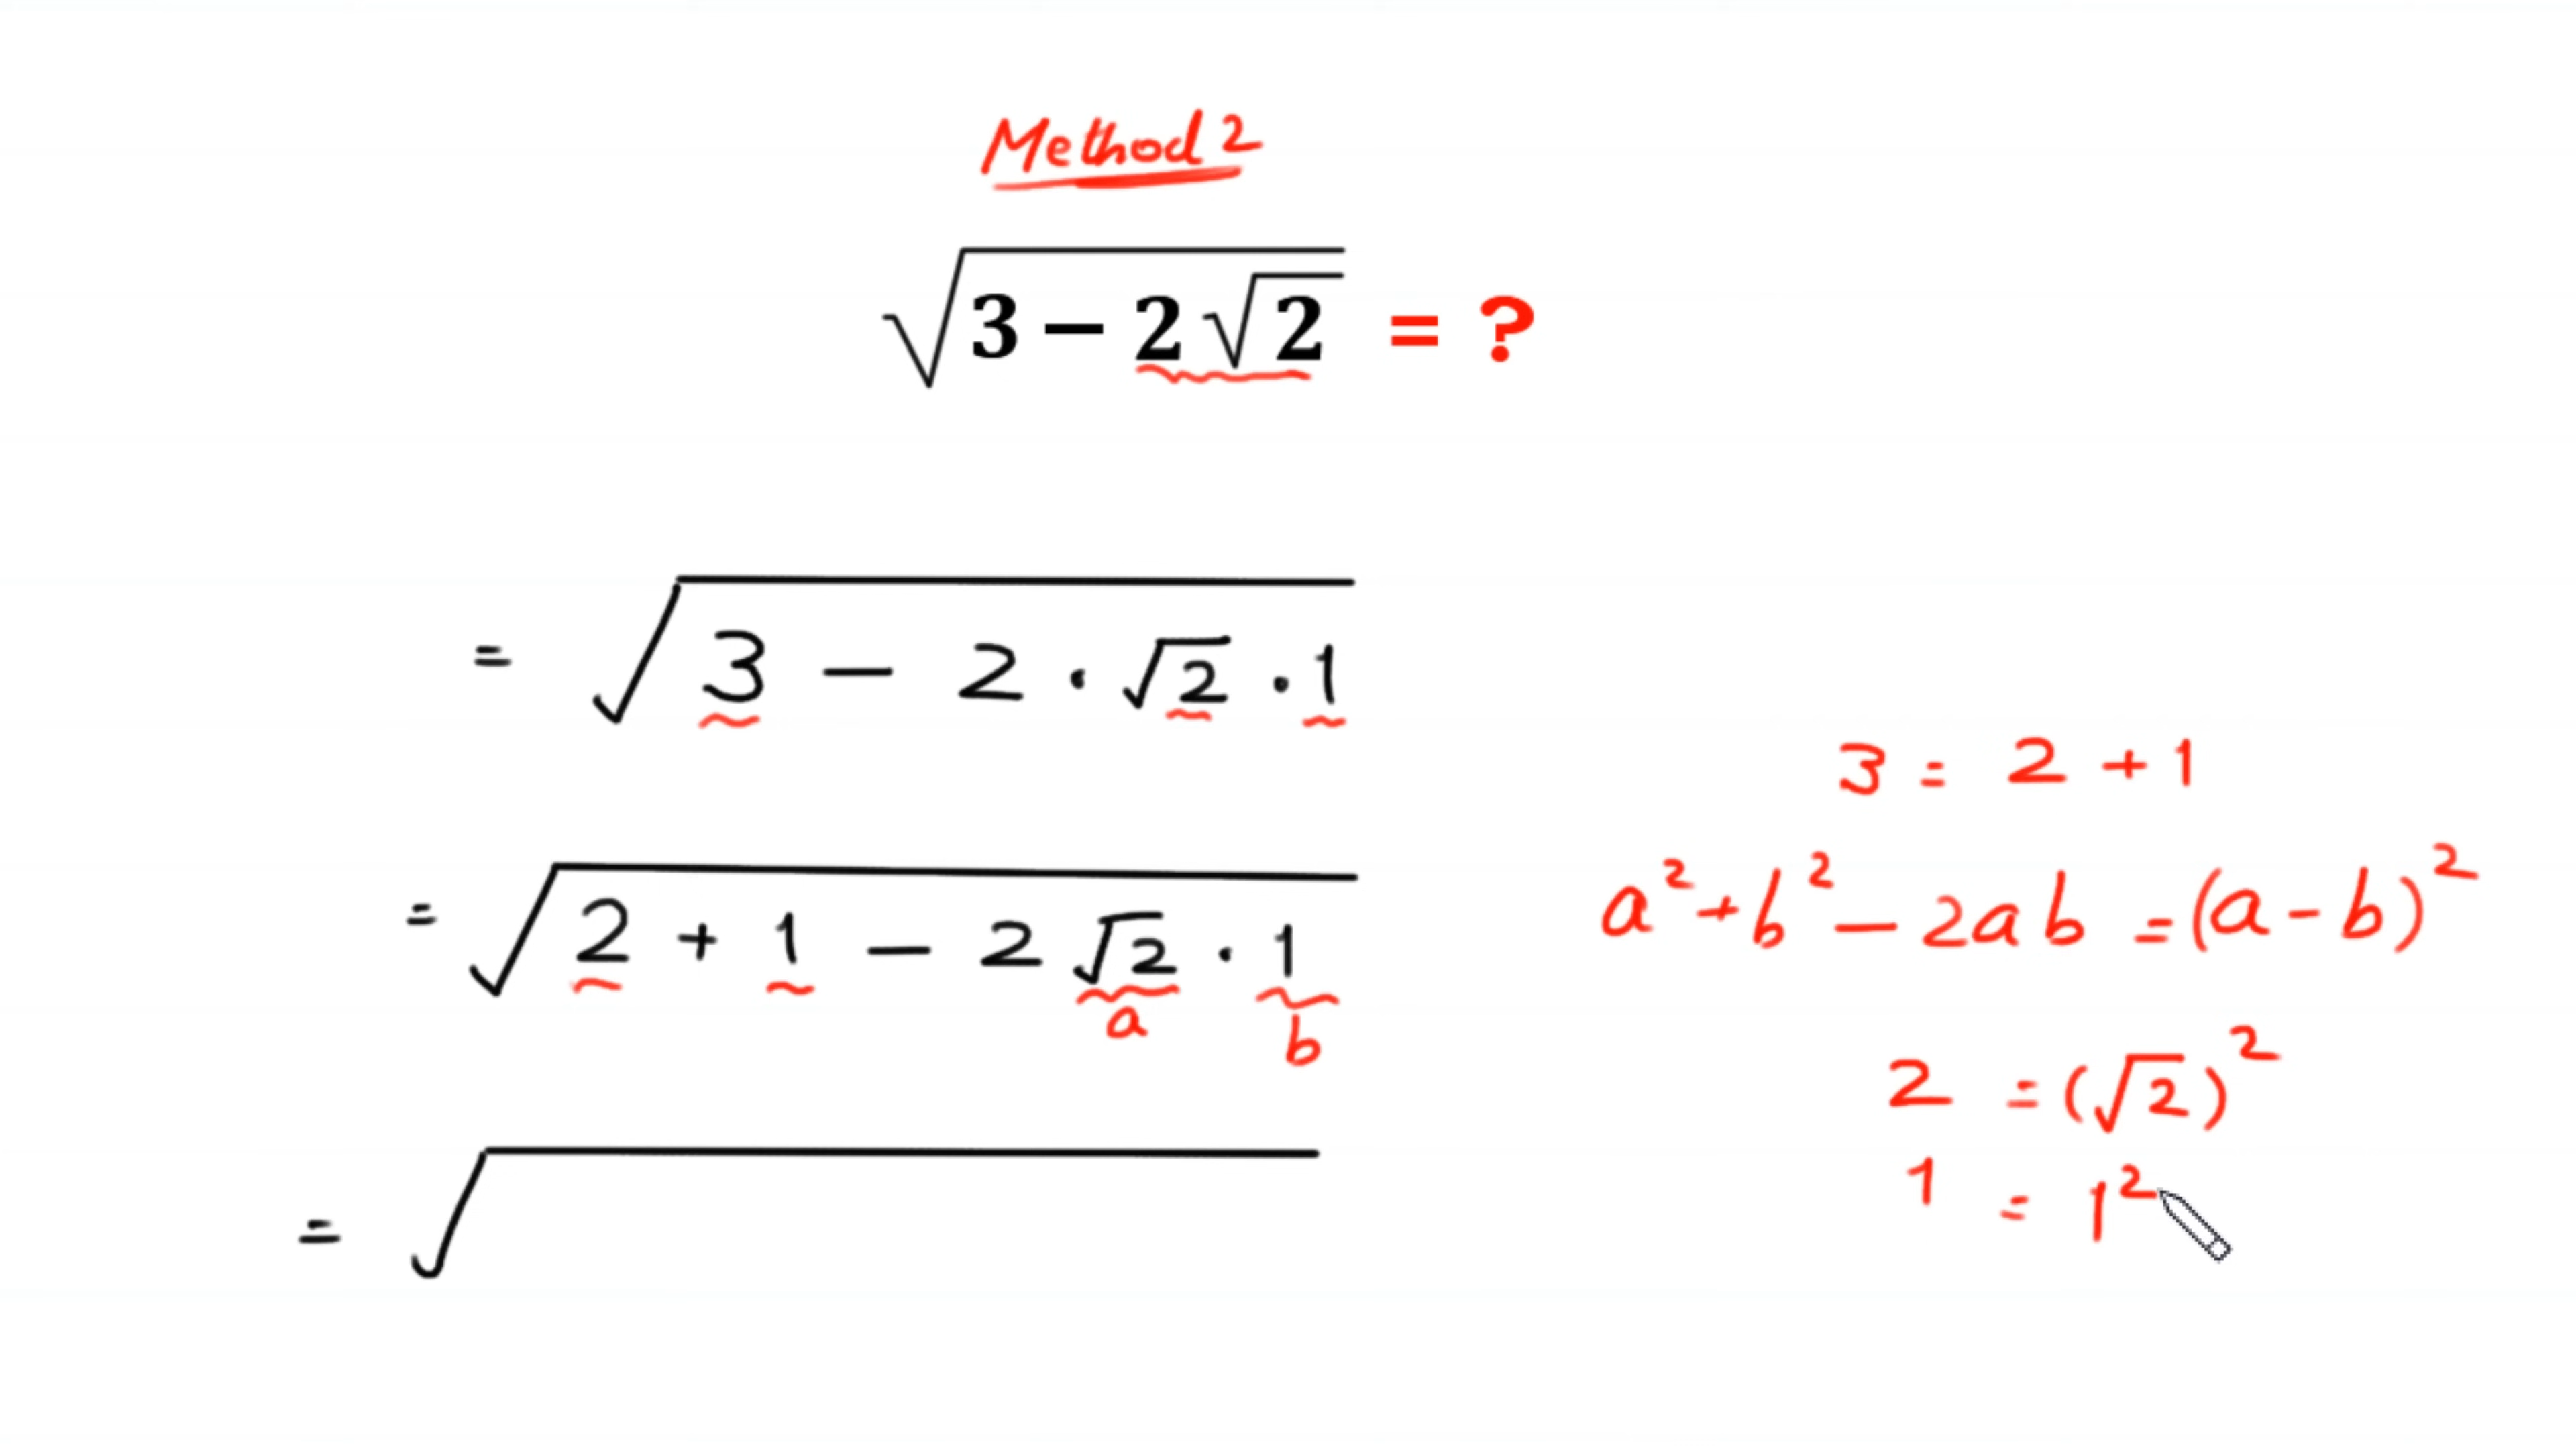 Method 2
√(3 − 2√2) = ?
= √(3 − 2 · √2 · 1)
3 = 2 + 1
= √(2 + 1 − 2√2 · 1)
a² + b² − 2ab = (a − b)²
a b
2 = (√2)²
= √
1 = 1²